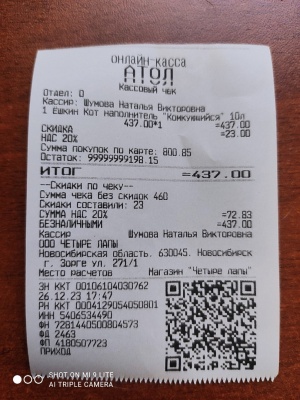 ОНЛАЙН-КАССА
АТОЛ
Кассовый чек
Отдел: 0
Кассир: Шумова Наталья Викторовна
1 Ешкин Кот наполнитель "Комкующийся" 10л
437.00*1 =437.00
СКИДКА =23.00
НДС 20%
Сумма покупок по карте: 800.85
Остаток: 99999999198.15
ИТОГ =437.00
--Скидки по чеку--
Сумма чека без скидок 460
Скидки составили: 23
СУММА НДС 20% =72.83
БЕЗНАЛИЧНЫМИ =437.00
Кассир Шумова Наталья Викторовна
ООО ЧЕТЫРЕ ЛАПЫ
Новосибирская область, 630045, Новосибирск
г, Зорге ул. 271/1
Место расчетов Магазин "Четыре лапы"
ЗН ККТ 00106104030762
26.12.23 17:47
РН ККТ 0004129054050801
ИНН 5406534490
ФН 7281440500804573
ФД 2463
ФП 4180507723
ПРИХОД
SHOT ON MI 9 LITE
AI TRIPLE CAMERA